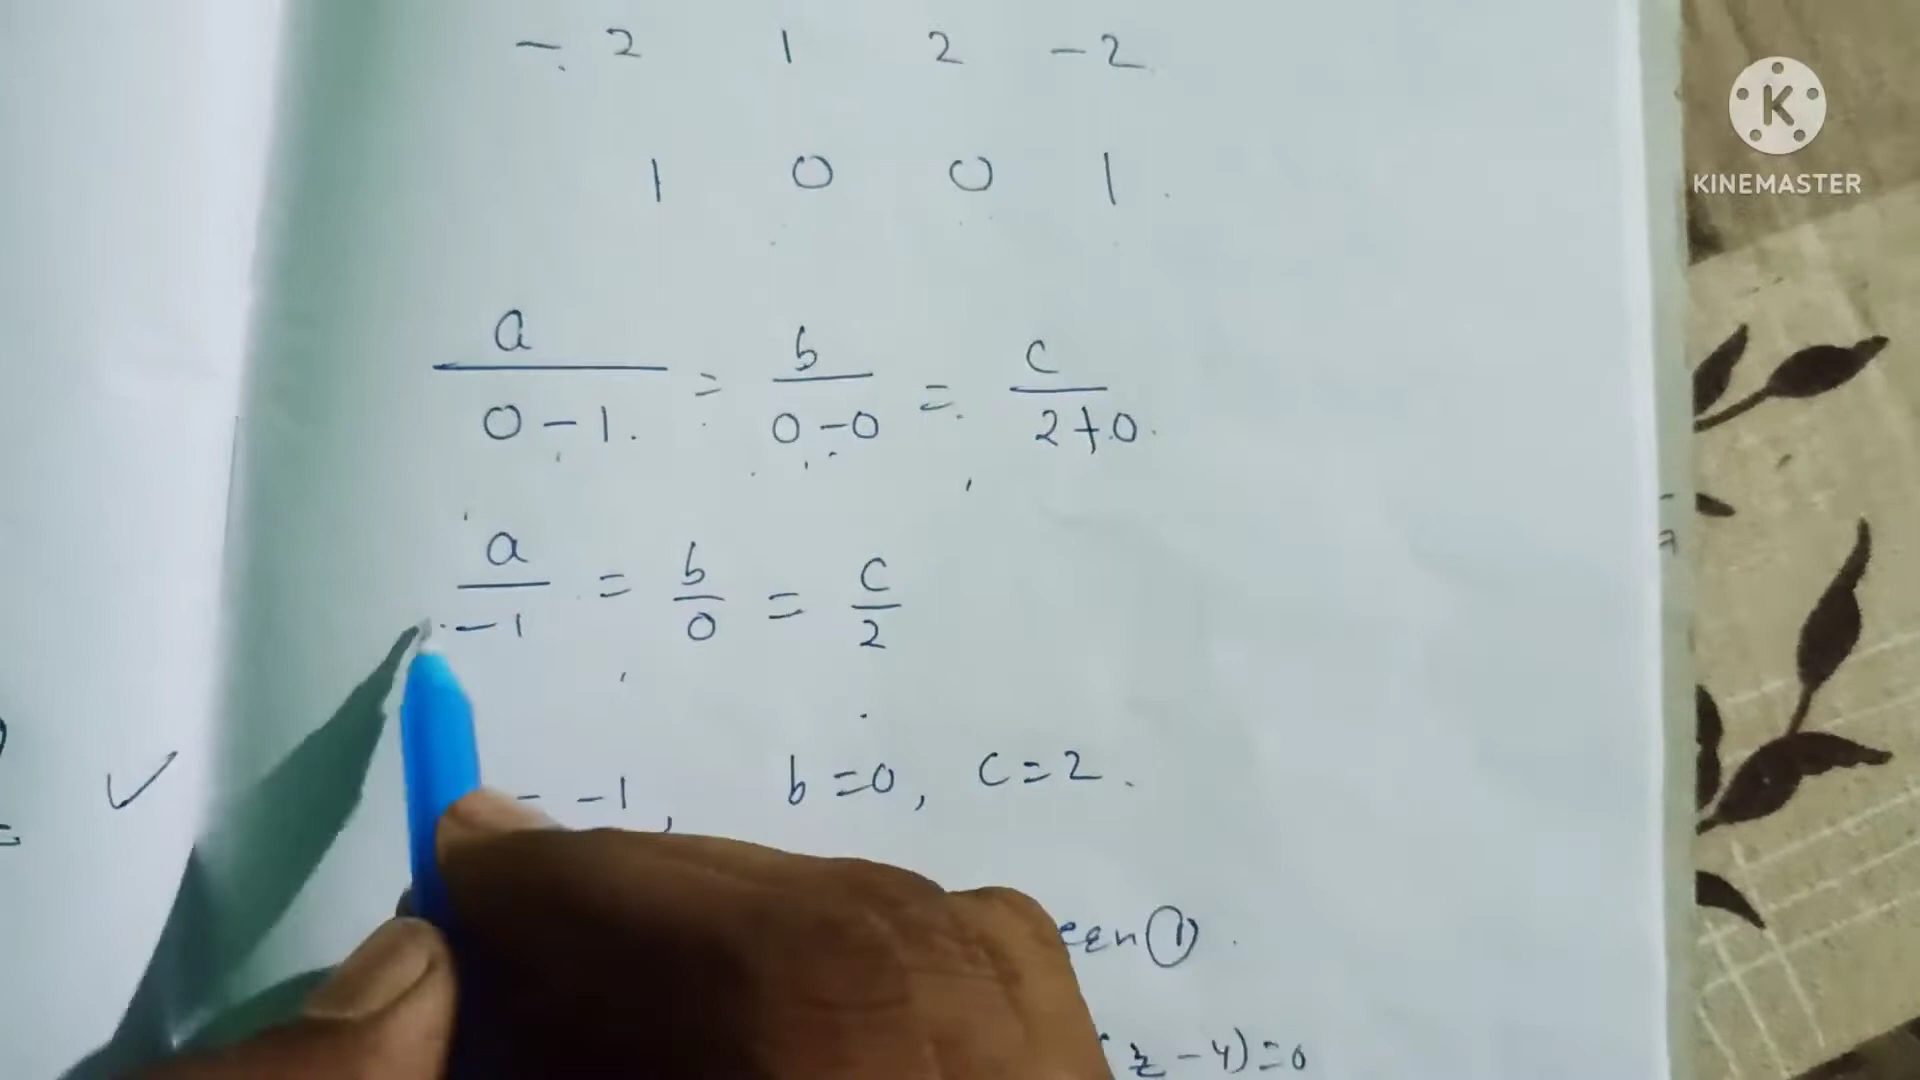 - 2 1 2 -2
1 0 0 1
a/0-1 = b/0-0 = c/2+0
a/-1 = b/0 = c/2
-1, b=0, c=2
(1)
z-4)=0
K
KINEMASTER